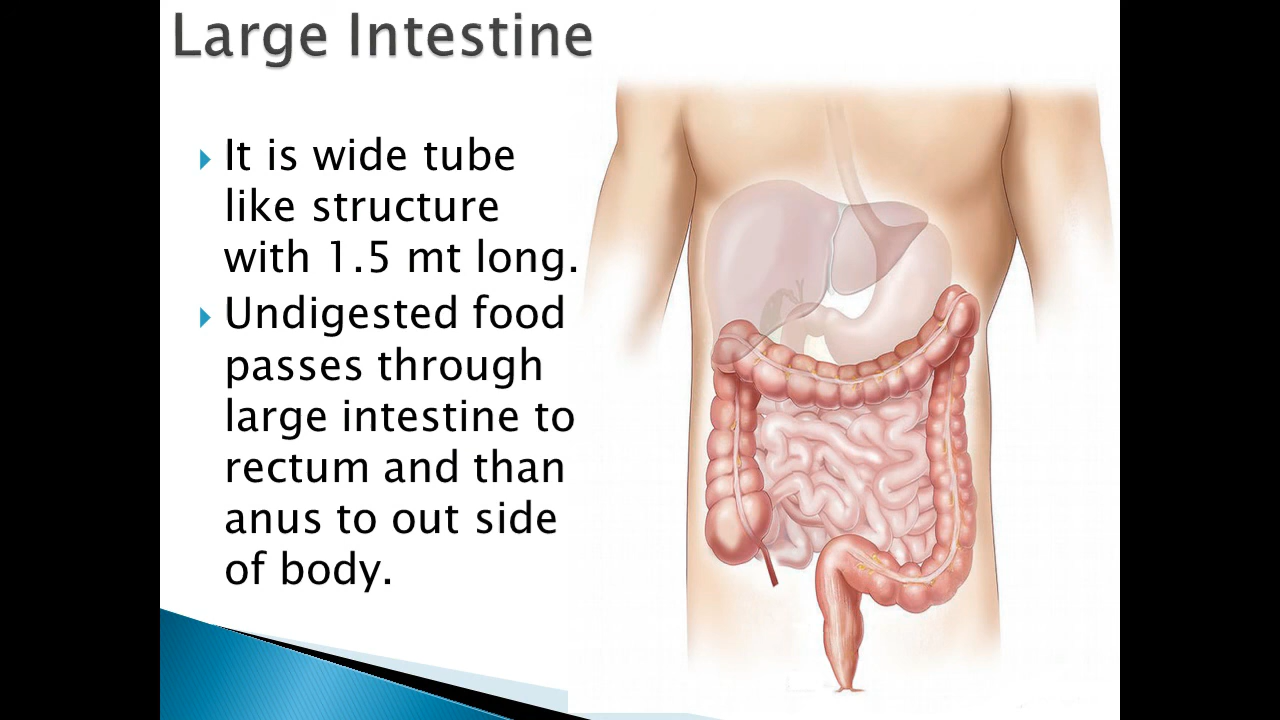 Large Intestine
It is wide tube
like structure
with 1.5 mt long.
Undigested food
passes through
large intestine to
rectum and than
anus to out side
of body.